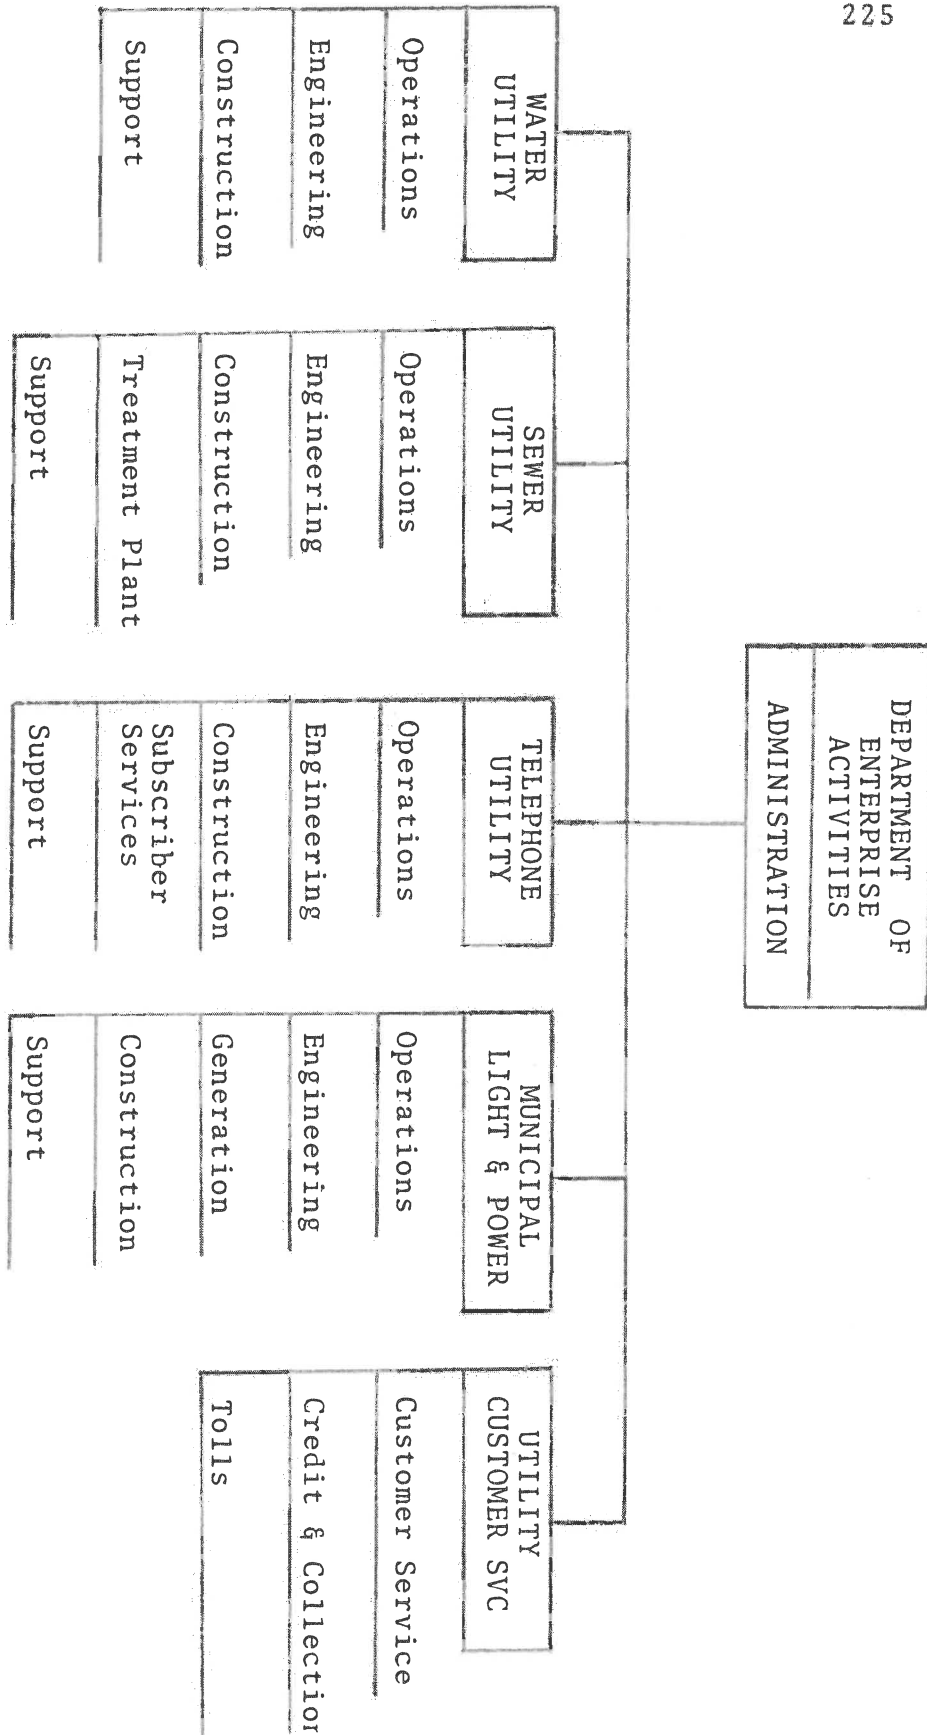 225
DEPARTMENT OF
ENTERPRISE
ACTIVITIES
ADMINISTRATION
WATER
UTILITY
Operations
Engineering
Construction
Support
SEWER
UTILITY
Operations
Engineering
Construction
Treatment Plant
Support
TELEPHONE
UTILITY
Operations
Engineering
Construction
Subscriber
Services
Support
MUNICIPAL
LIGHT & POWER
Operations
Engineering
Generation
Construction
Support
UTILITY
CUSTOMER SVC
Customer Service
Credit & Collection
Tolls